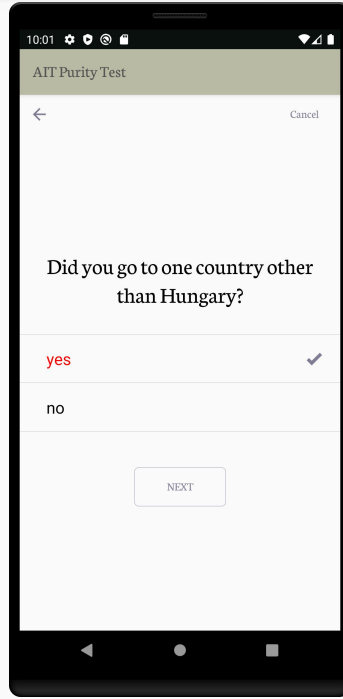 10:01
AIT Purity Test
Cancel
Did you go to one country other
than Hungary?
yes
no
NEXT